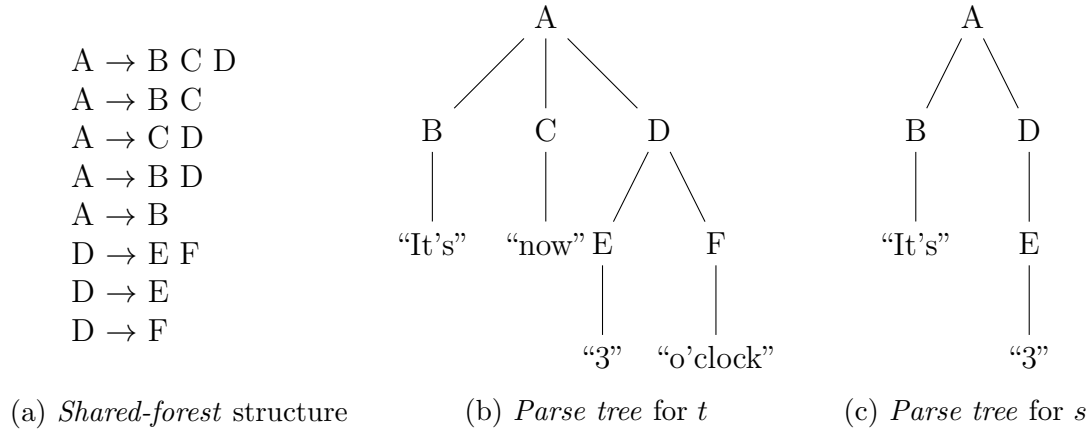 A → B C D
A → B C
A → C D
A → B D
A → B
D → E F
D → E
D → F
(a) Shared-forest structure
A
B C D
“It’s” “now” E F
“3” “o’clock”
(b) Parse tree for t
A
B D
“It’s” E
“3”
(c) Parse tree for s